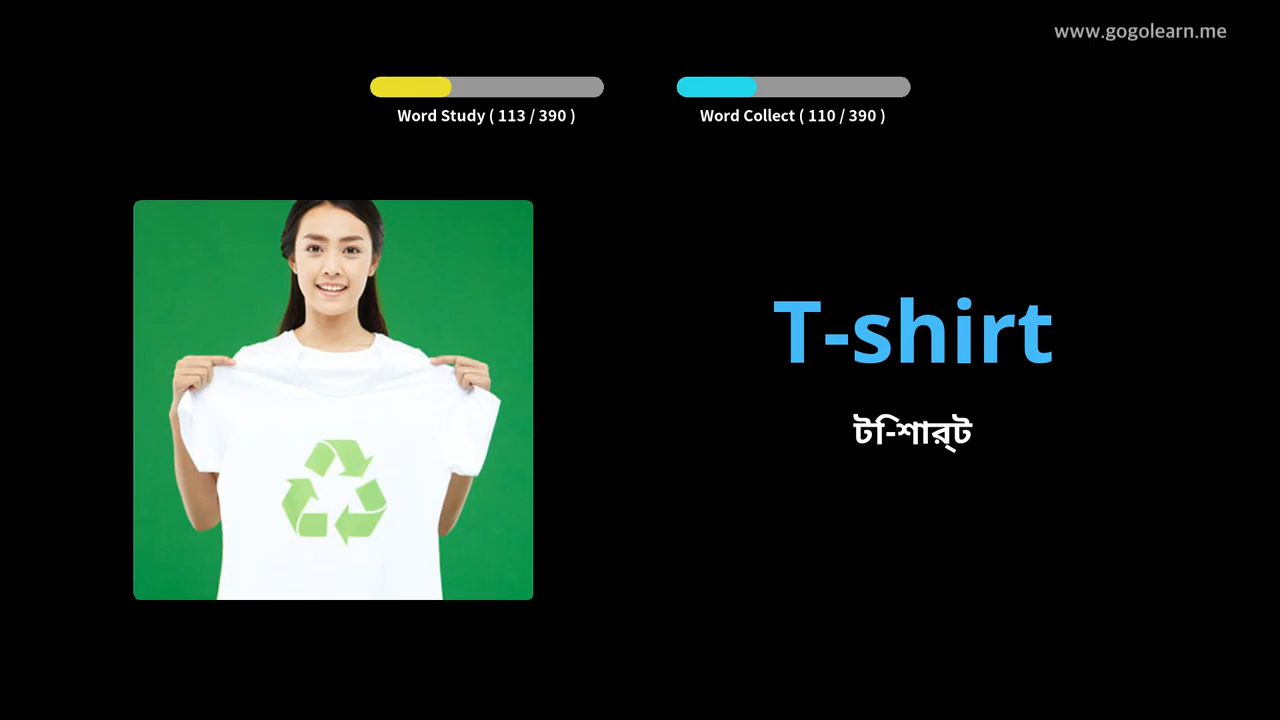 www.gogolearn.me
Word Study ( 113 / 390 )
Word Collect ( 110 / 390 )
T-shirt
টি-শার্ট